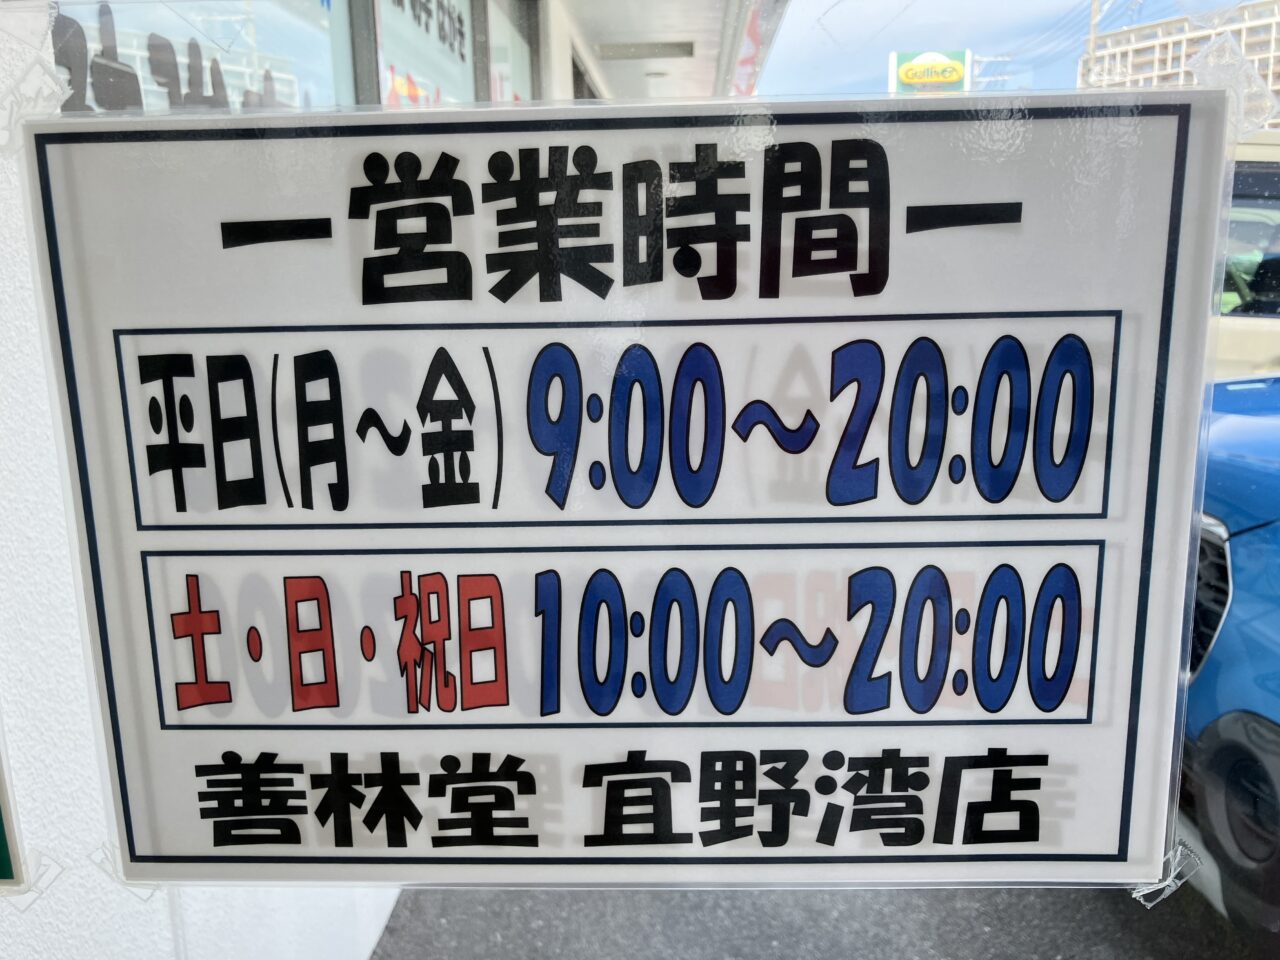 Gulliver
ー営業時間ー
平日(月～金) 9:00～20:00
土・日・祝日 10:00～20:00
善林堂 宜野湾店